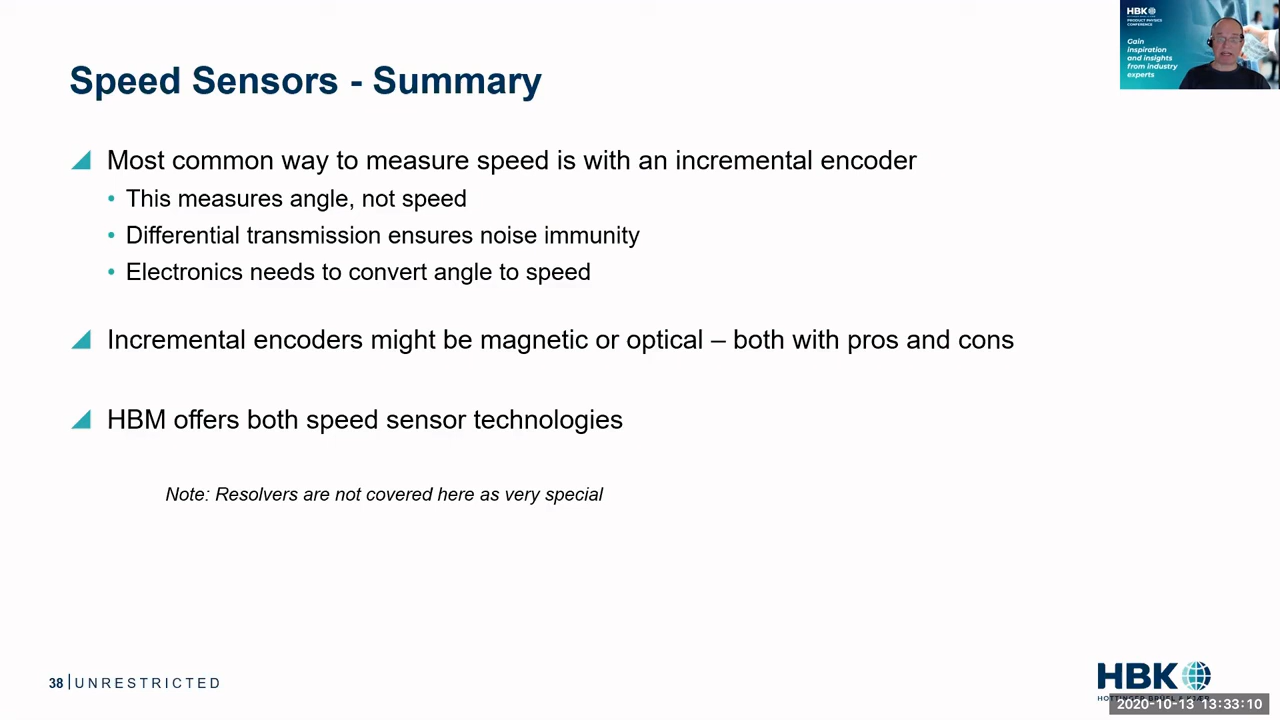 HBK
PRODUCT PHYSICS
CONFERENCE
Gain
inspiration
and insights
from industry
experts
Speed Sensors - Summary
Most common way to measure speed is with an incremental encoder
• This measures angle, not speed
• Differential transmission ensures noise immunity
• Electronics needs to convert angle to speed
Incremental encoders might be magnetic or optical – both with pros and cons
HBM offers both speed sensor technologies
Note: Resolvers are not covered here as very special
38 | UNRESTRICTED
HBK
2020-10-13 13:33:10